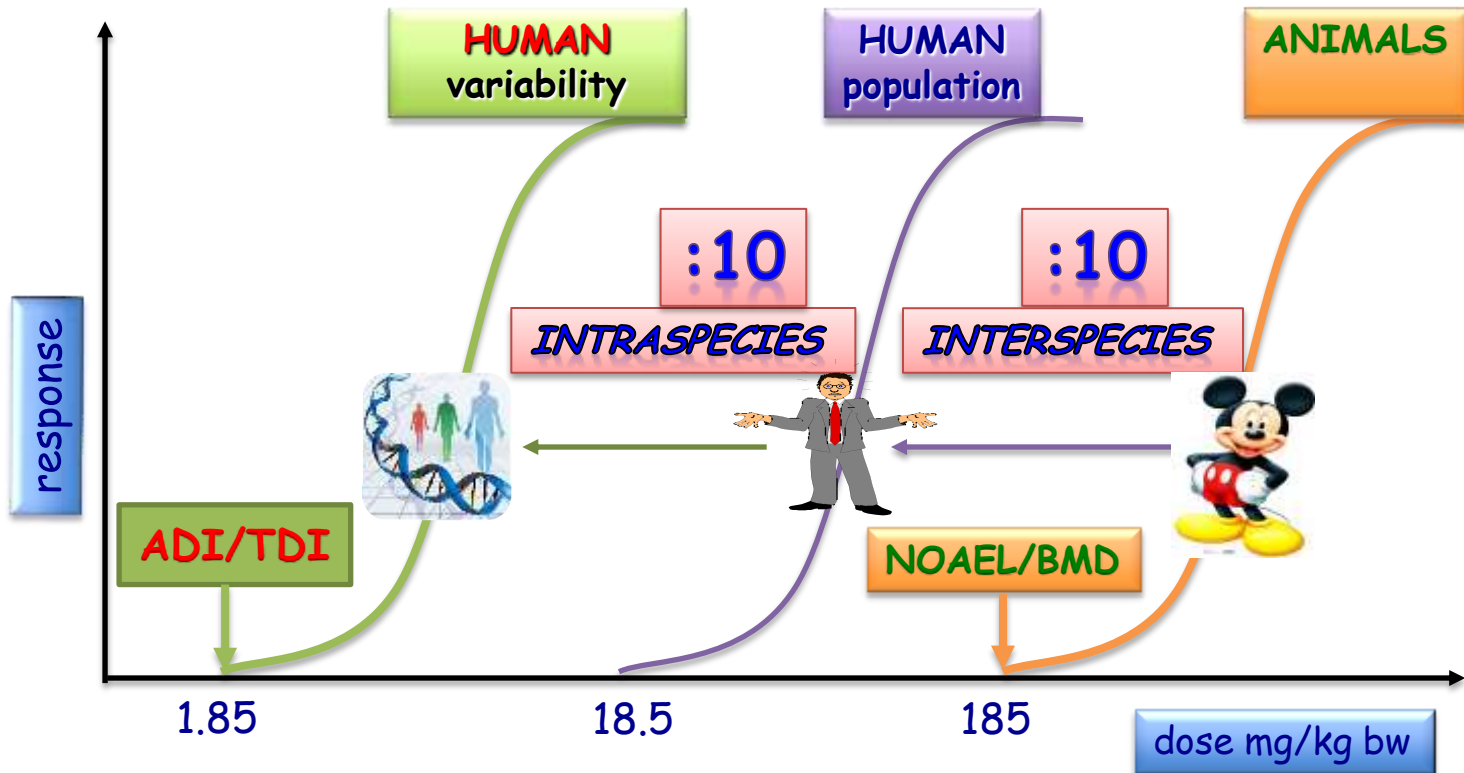 HUMAN
variability
HUMAN
population
ANIMALS
:10
:10
INTRASPECIES
INTERSPECIES
response
ADI/TDI
NOAEL/BMD
1.85
18.5
185
dose mg/kg bw